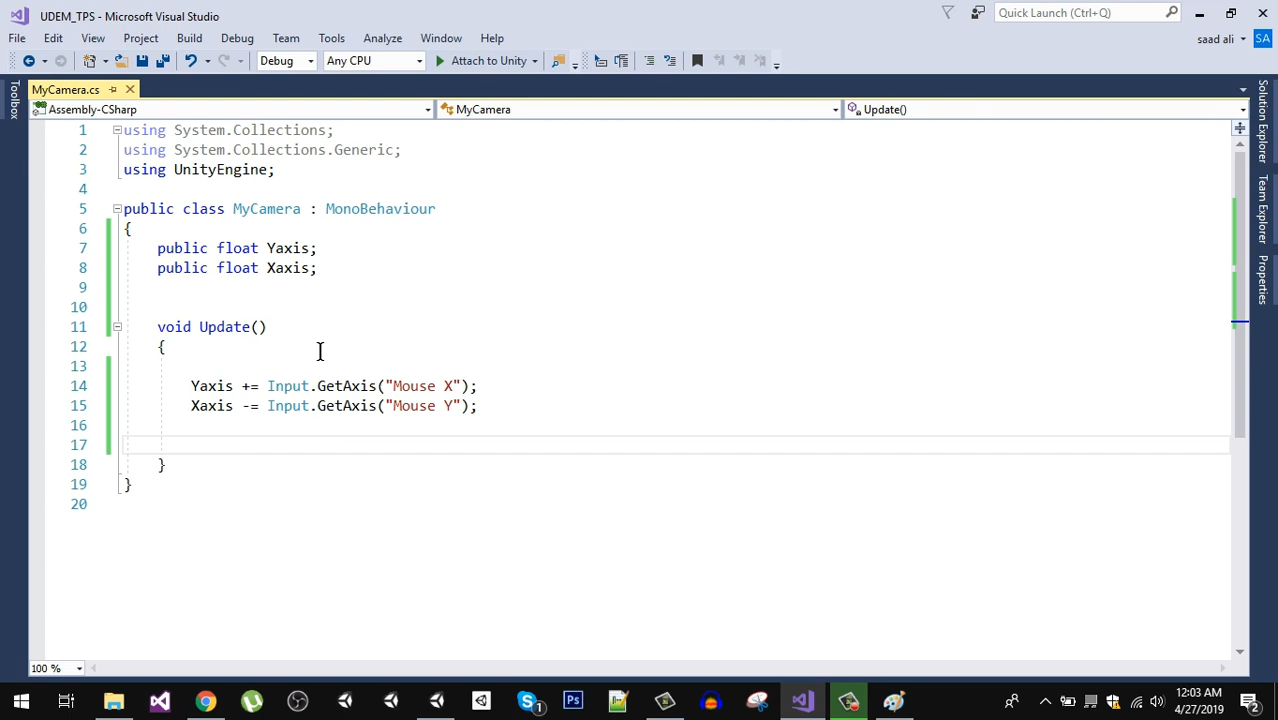 UDEM_TPS - Microsoft Visual Studio
Quick Launch (Ctrl+Q)
File Edit View Project Build Debug Team Tools Analyze Window Help
saad ali SA
Debug Any CPU Attach to Unity
MyCamera.cs
Toolbox
Assembly-CSharp MyCamera Update()
Solution Explorer
Team Explorer
Properties
1 using System.Collections;
2 using System.Collections.Generic;
3 using UnityEngine;
4
5 public class MyCamera : MonoBehaviour
6 {
7 public float Yaxis;
8 public float Xaxis;
9
10
11 void Update()
12 {
13
14 Yaxis += Input.GetAxis("Mouse X");
15 Xaxis -= Input.GetAxis("Mouse Y");
16
17
18 }
19 }
20
100 %
12:03 AM
4/27/2019